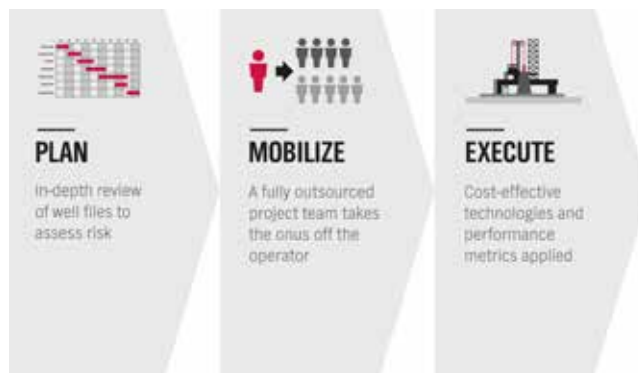 PLAN
In-depth review
of well files to
assess risk
MOBILIZE
A fully outsourced
project team takes
the onus off the
operator
EXECUTE
Cost-effective
technologies and
performance
metrics applied